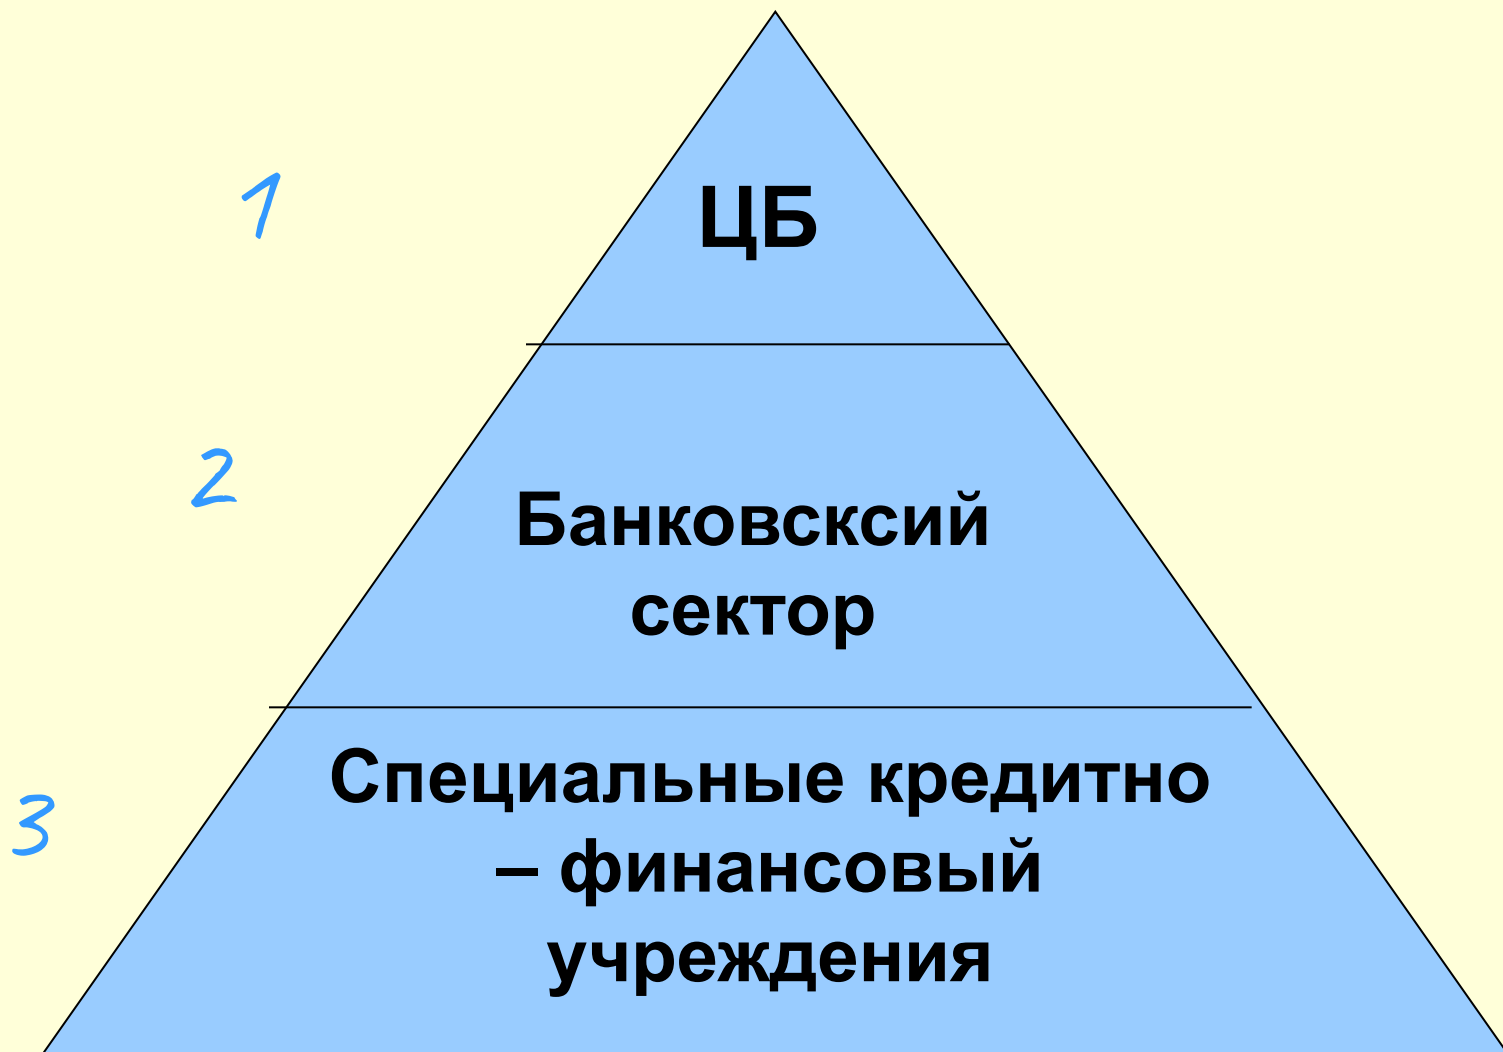 1
ЦБ
2
Банковсксий
сектор
3
Специальные кредитно
– финансовый
учреждения